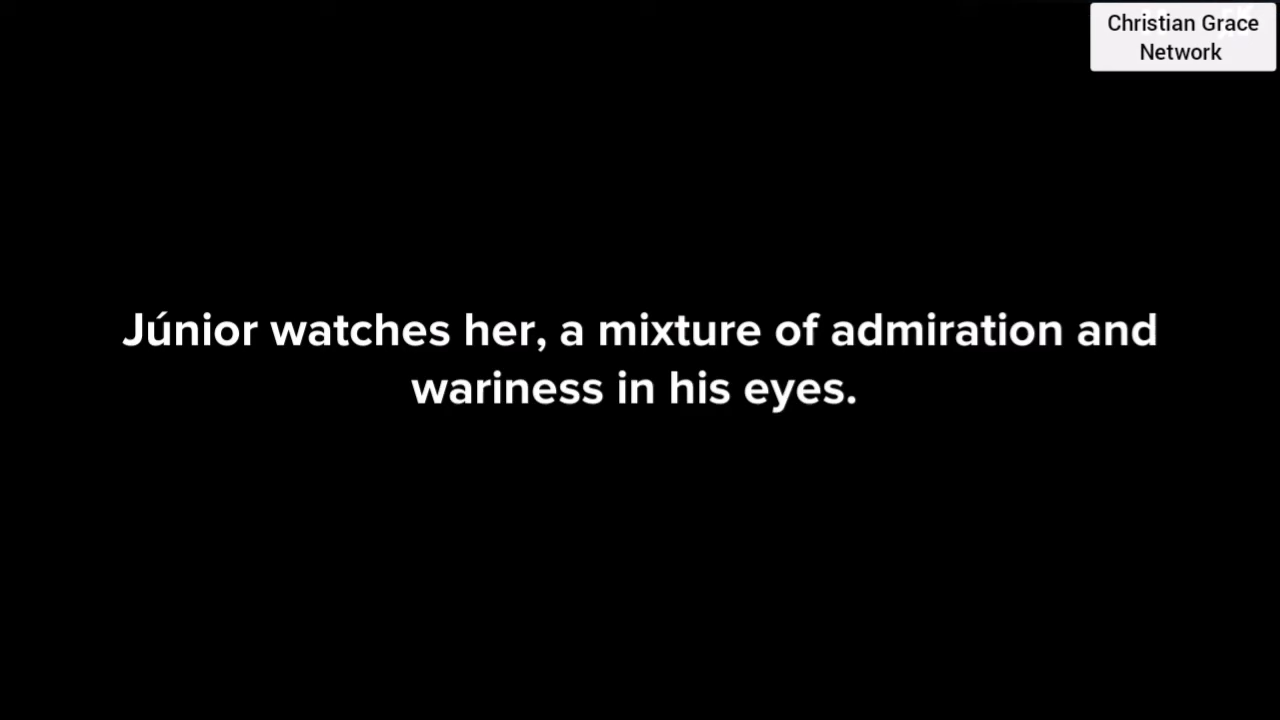 Christian Grace
Network
Júnior watches her, a mixture of admiration and
wariness in his eyes.